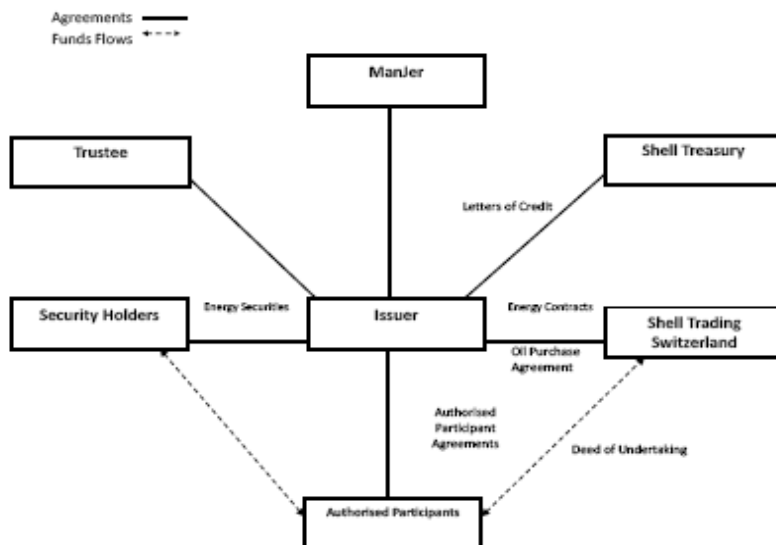 Agreements
Funds Flows
ManJer
Trustee
Shell Treasury
Letters of Credit
Security Holders
Energy Securities
Issuer
Energy Contracts
Oil Purchase
Agreement
Shell Trading
Switzerland
Authorised
Participant
Agreements
Deed of Undertaking
Authorised Participants